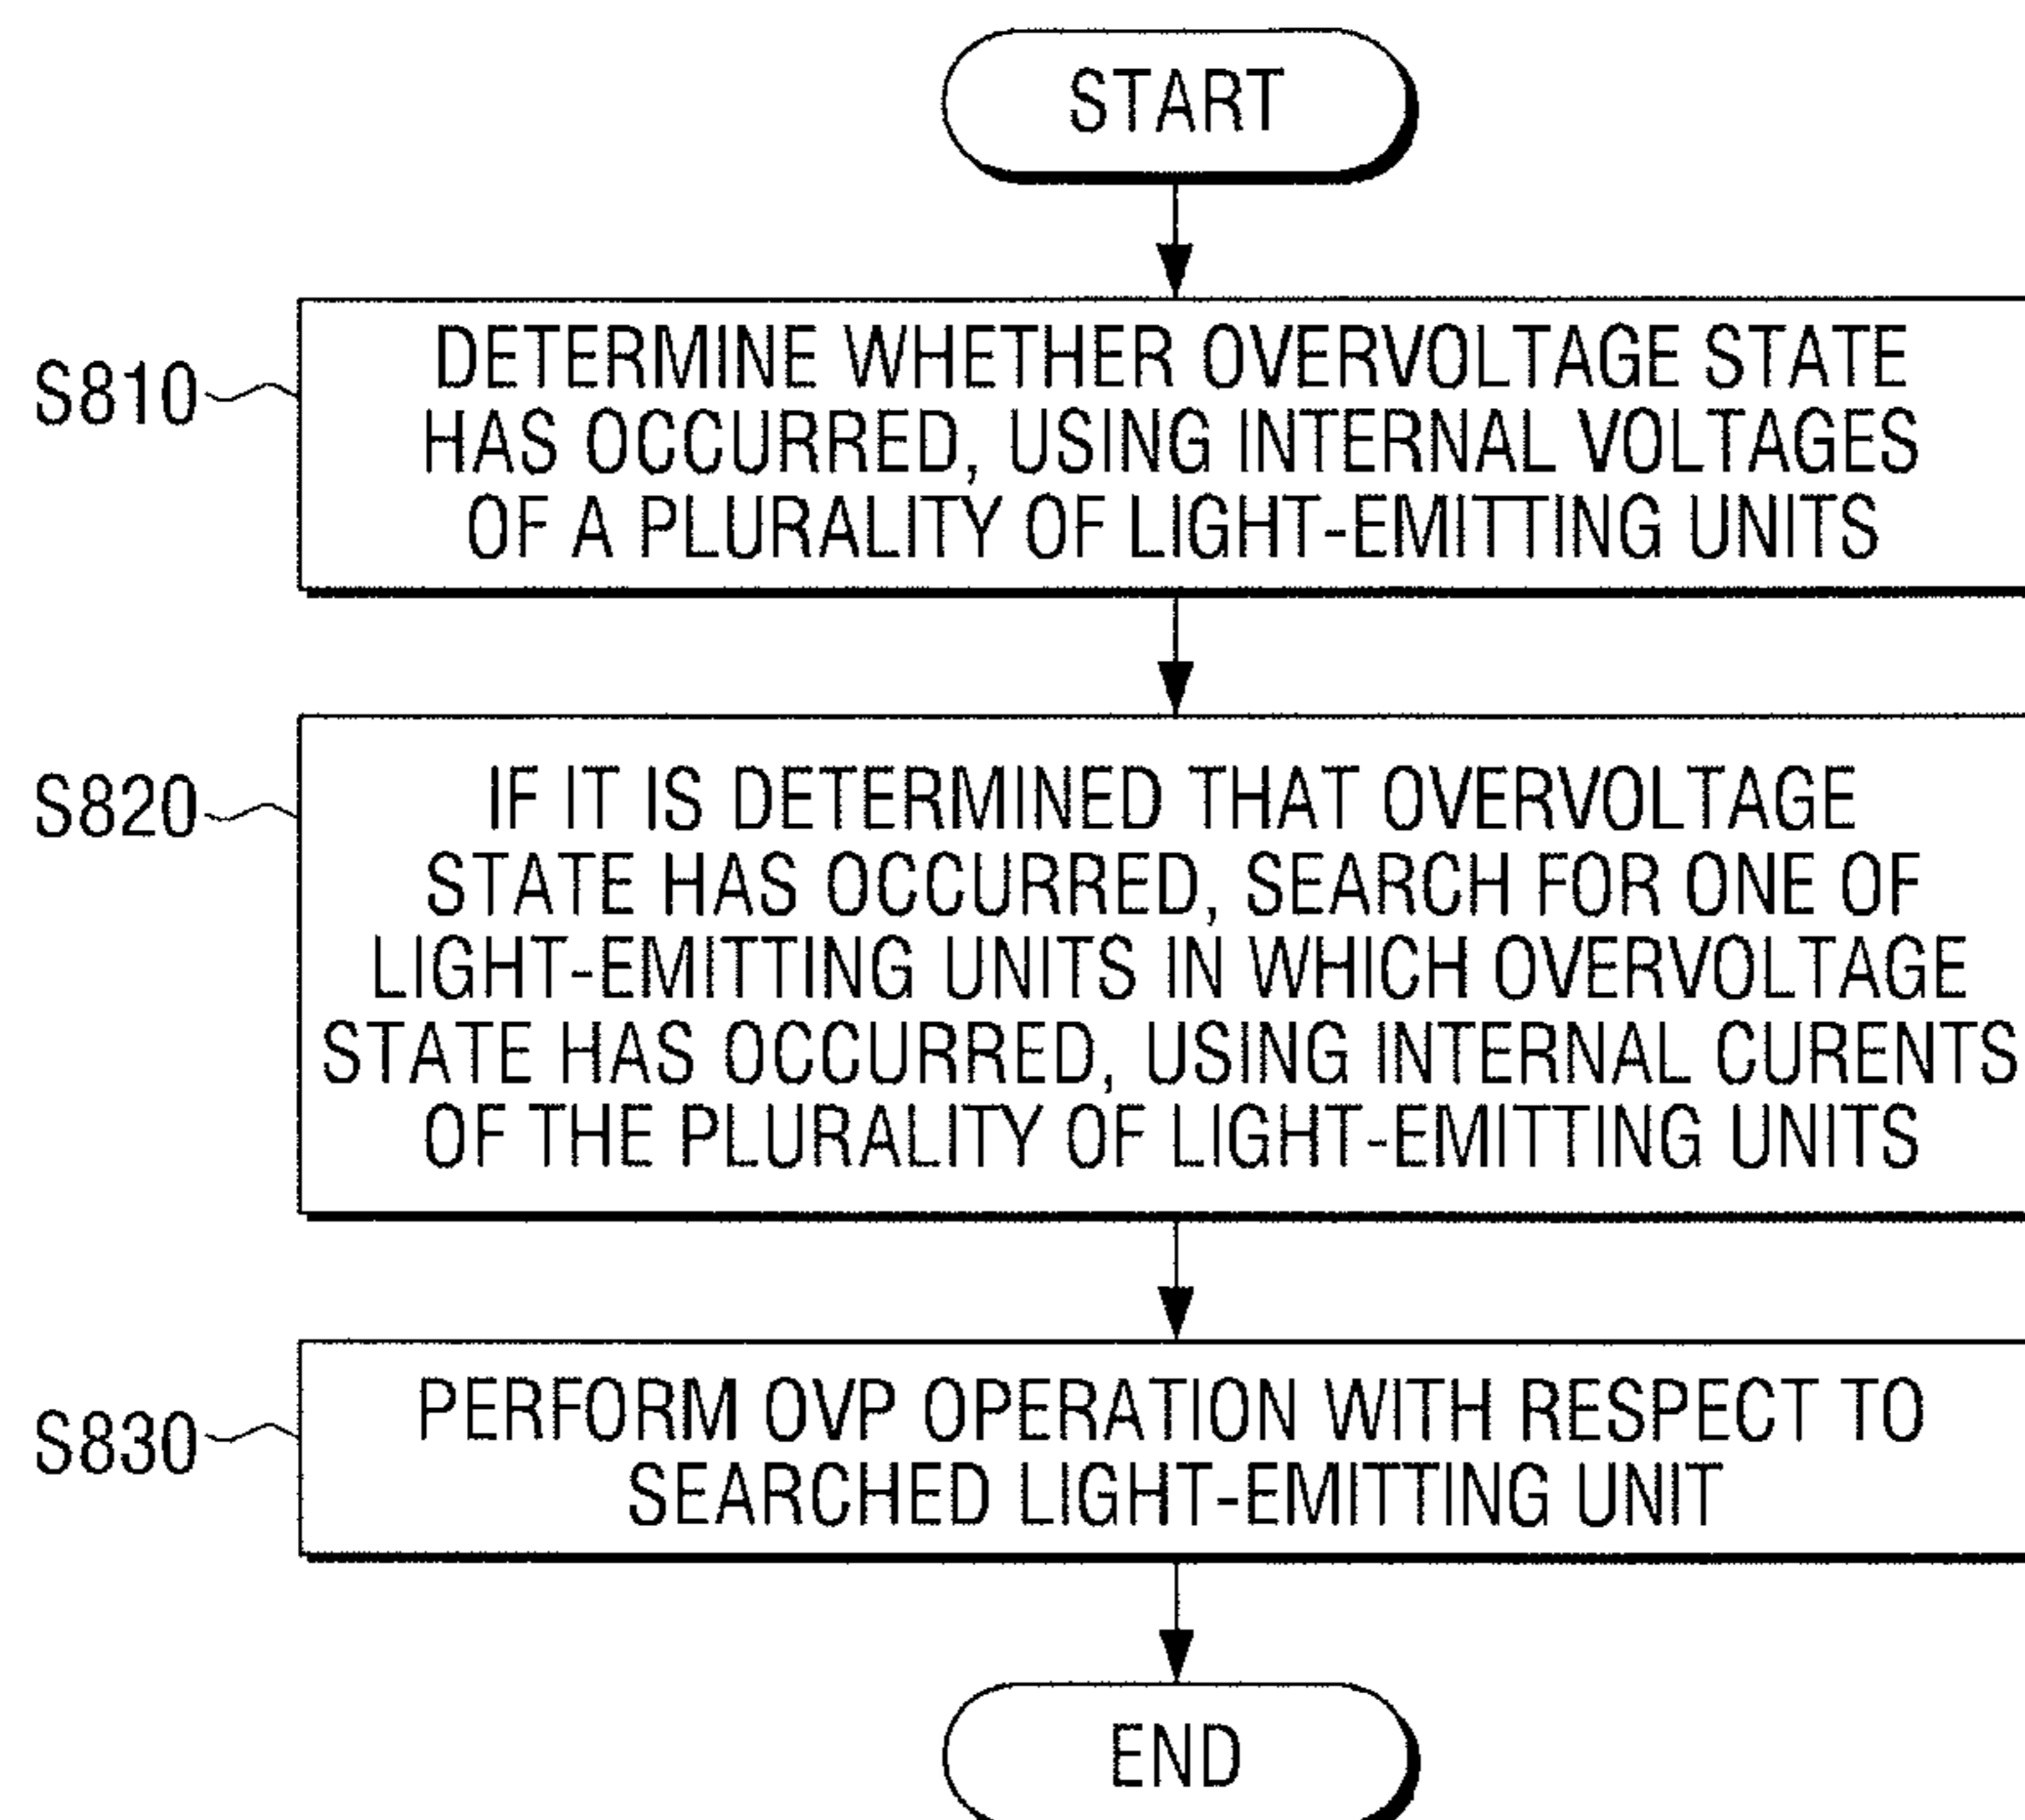 START
S810
DETERMINE WHETHER OVERVOLTAGE STATE
HAS OCCURRED, USING INTERNAL VOLTAGES
OF A PLURALITY OF LIGHT-EMITTING UNITS
S820
IF IT IS DETERMINED THAT OVERVOLTAGE
STATE HAS OCCURRED, SEARCH FOR ONE OF
LIGHT-EMITTING UNITS IN WHICH OVERVOLTAGE
STATE HAS OCCURRED, USING INTERNAL CURENTS
OF THE PLURALITY OF LIGHT-EMITTING UNITS
S830
PERFORM OVP OPERATION WITH RESPECT TO
SEARCHED LIGHT-EMITTING UNIT
END